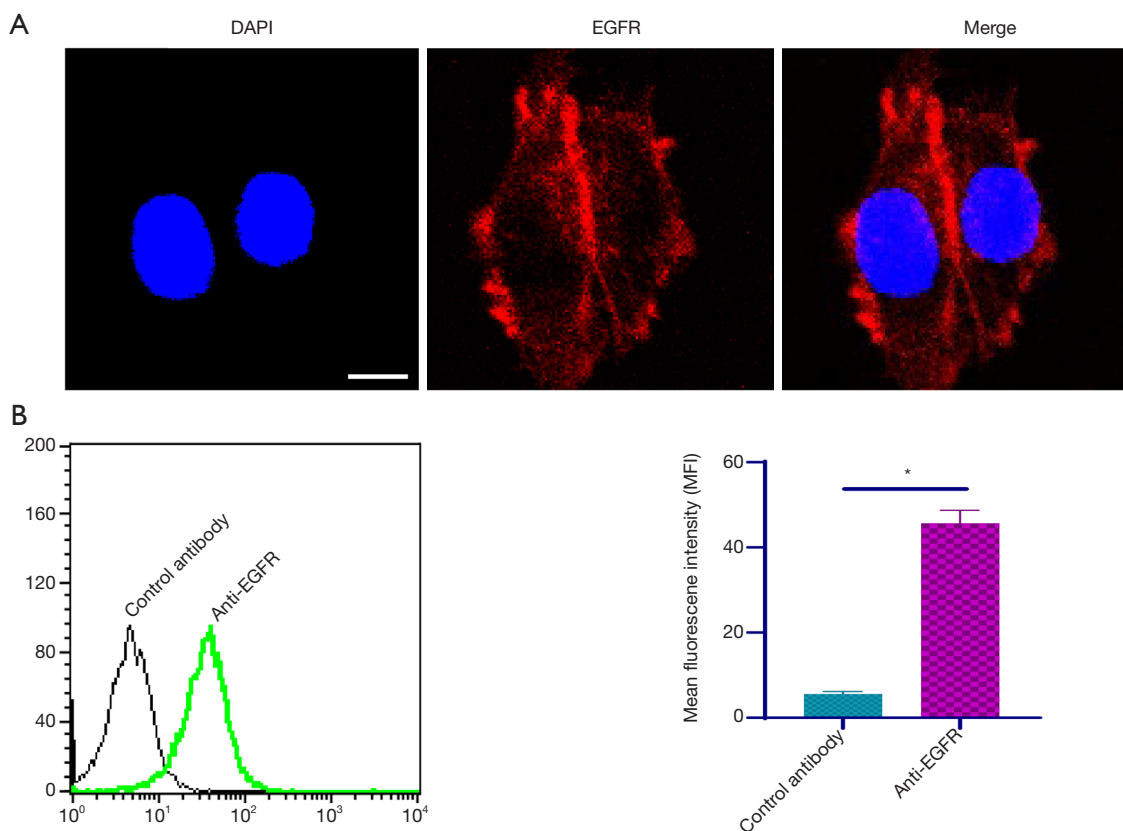 A
DAPI
EGFR
Merge
B
200
160
120
80
40
0
10⁰
10¹
10²
10³
10⁴
Control antibody
Anti-EGFR
Mean fluorescene intensity (MFI)
60
40
20
0
*
Control antibody
Anti-EGFR